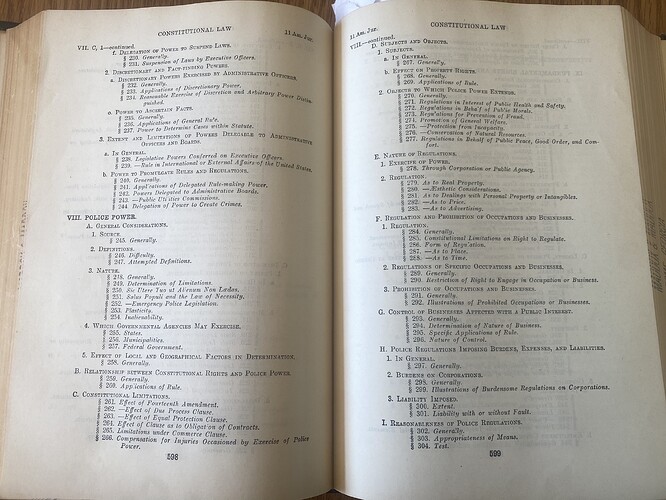 CONSTITUTIONAL LAW
11 Am. Jur.
VII. C, 1—continued.
f. DELEGATION OF POWER TO SUSPEND LAWS.
§ 230. Generally.
§ 231. Suspension of Laws by Executive Officers.
2. DISCRETIONARY AND FACT-FINDING POWERS.
a. DISCRETIONARY POWERS EXERCISED BY ADMINISTRATIVE OFFICERS.
§ 232. Generally.
§ 233. Applications of Discretionary Power.
§ 234. Reasonable Exercise of Discretion and Arbitrary Power Distin-
guished.
§ 235. Generally.
§ 236. Applications of General Rule.
§ 237. Power to Determine Cases within Statute.
3. EXTENT AND LIMITATIONS OF POWERS DELEGABLE TO ADMINISTRATIVE
OFFICERS AND BOARDS.
a. IN GENERAL.
§ 238. Legislative Powers Conferred on Executive Officers.
§ 239. —Rule in International or External Affairs of the United States.
b. POWER TO PROMULGATE RULES AND REGULATIONS.
§ 240. Generally.
§ 241. Applications of Delegated Rule-making Power.
§ 242. Powers Delegated to Administrative Boards.
§ 243. —Public Utilities Commissions.
§ 244. Delegation of Power to Create Crimes.
VIII. POLICE POWER.
A. GENERAL CONSIDERATIONS.
1. SOURCE.
§ 245. Generally.
2. DEFINITIONS.
§ 246. Difficulty.
§ 247. Attempted Definitions.
3. NATURE.
§ 248. Generally.
§ 249. Determination of Limitations.
§ 250. Sic Utere Tuo ut Alienum Non Lædas.
§ 251. Salus Populi and the Law of Necessity.
§ 252. —Emergency Police Legislation.
§ 253. Plasticity.
§ 254. Inalienability.
4. WHICH GOVERNMENTAL AGENCIES MAY EXERCISE.
§ 255. States.
§ 256. Municipalities.
§ 257. Federal Government.
5. EFFECT OF LOCAL AND GEOGRAPHICAL FACTORS IN DETERMINATION.
§ 258. Generally.
B. RELATIONSHIP BETWEEN CONSTITUTIONAL RIGHTS AND POLICE POWER.
§ 259. Generally.
§ 260. Applications of Rule.
C. CONSTITUTIONAL LIMITATIONS.
§ 261. Effect of Fourteenth Amendment.
§ 262. —Effect of Due Process Clause.
§ 263. —Effect of Equal Protection Clause.
§ 264. Effect of Clause as to Obligation of Contracts.
§ 265. Limitations under Commerce Clause.
§ 266. Compensation for Injuries Occasioned by Exercise of Police
Power.
598
11 Am. Jur.
CONSTITUTIONAL LAW
VIII.—continued.
D. SUBJECTS AND OBJECTS.
1. SUBJECTS.
a. IN GENERAL.
§ 267. Generally.
b. EFFECT ON PROPERTY RIGHTS.
§ 268. Generally.
§ 269. Applications of Rule.
2. OBJECTS TO WHICH POLICE POWER EXTENDS.
§ 270. Generally.
§ 271. Regulations in Interest of Public Health and Safety.
§ 272. Regulations in Behalf of Public Morals.
§ 273. Regulations for Prevention of Fraud.
§ 274. Promotion of General Welfare.
§ 275. —Protection from Incapacity.
§ 276. —Conservation of Natural Resources.
§ 277. Regulations in Behalf of Public Peace, Good Order, and Com-
fort.
E. NATURE OF REGULATIONS.
1. EXERCISE OF POWER.
§ 278. Through Corporation or Public Agency.
2. REGULATION.
§ 279. As to Real Property.
§ 280. —Esthetic Considerations.
§ 281. As to Dealings with Personal Property or Intangibles.
§ 282. —As to Price.
§ 283. —As to Advertising.
F. REGULATION AND PROHIBITION OF OCCUPATIONS AND BUSINESSES.
1. REGULATION.
§ 284. Generally.
§ 285. Constitutional Limitations on Right to Regulate.
§ 286. Form of Regulation.
§ 287. —As to Place.
§ 288. —As to Time.
2. REGULATIONS OF SPECIFIC OCCUPATIONS AND BUSINESSES.
§ 289. Generally.
§ 290. Restriction of Right to Engage in Occupation or Business.
3. PROHIBITION OF OCCUPATIONS AND BUSINESSES.
§ 291. Generally.
§ 292. Illustrations of Prohibited Occupations or Businesses.
G. CONTROL OF BUSINESSES AFFECTED WITH A PUBLIC INTEREST.
§ 293. Generally.
§ 294. Determination of Nature of Business.
§ 295. Specific Applications of Rule.
§ 296. Nature of Control.
H. POLICE REGULATIONS IMPOSING BURDENS, EXPENSES, AND LIABILITIES.
1. IN GENERAL.
§ 297. Generally.
2. BURDENS ON CORPORATIONS.
§ 298. Generally.
§ 299. Illustrations of Burdensome Regulations on Corporations.
3. LIABILITY IMPOSED.
§ 300. Extent.
§ 301. Liability with or without Fault.
I. REASONABLENESS OF POLICE REGULATIONS.
§ 302. Generally.
§ 303. Appropriateness of Means.
§ 304. Test.
599